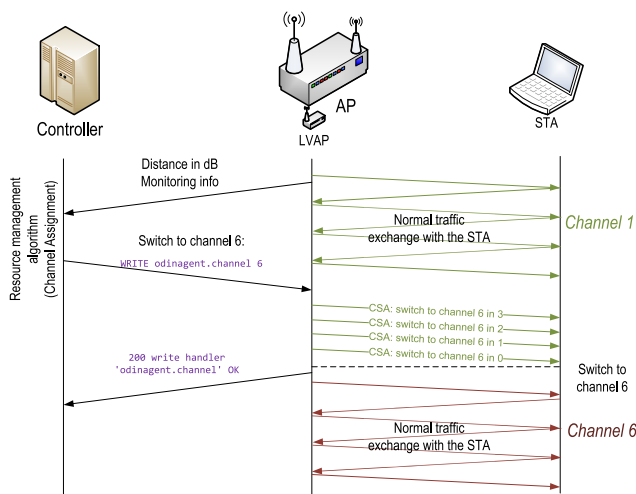 Controller
AP
LVAP
STA
Resource management
algorithm
(Channel Assignment)
Distance in dB
Monitoring info
Normal traffic
exchange with the STA
Channel 1
Switch to channel 6:
WRITE odinagent.channel 6
CSA: switch to channel 6 in 3
CSA: switch to channel 6 in 2
CSA: switch to channel 6 in 1
CSA: switch to channel 6 in 0
200 write handler
'odinagent.channel' OK
Switch to
channel 6
Normal traffic
exchange with the STA
Channel 6